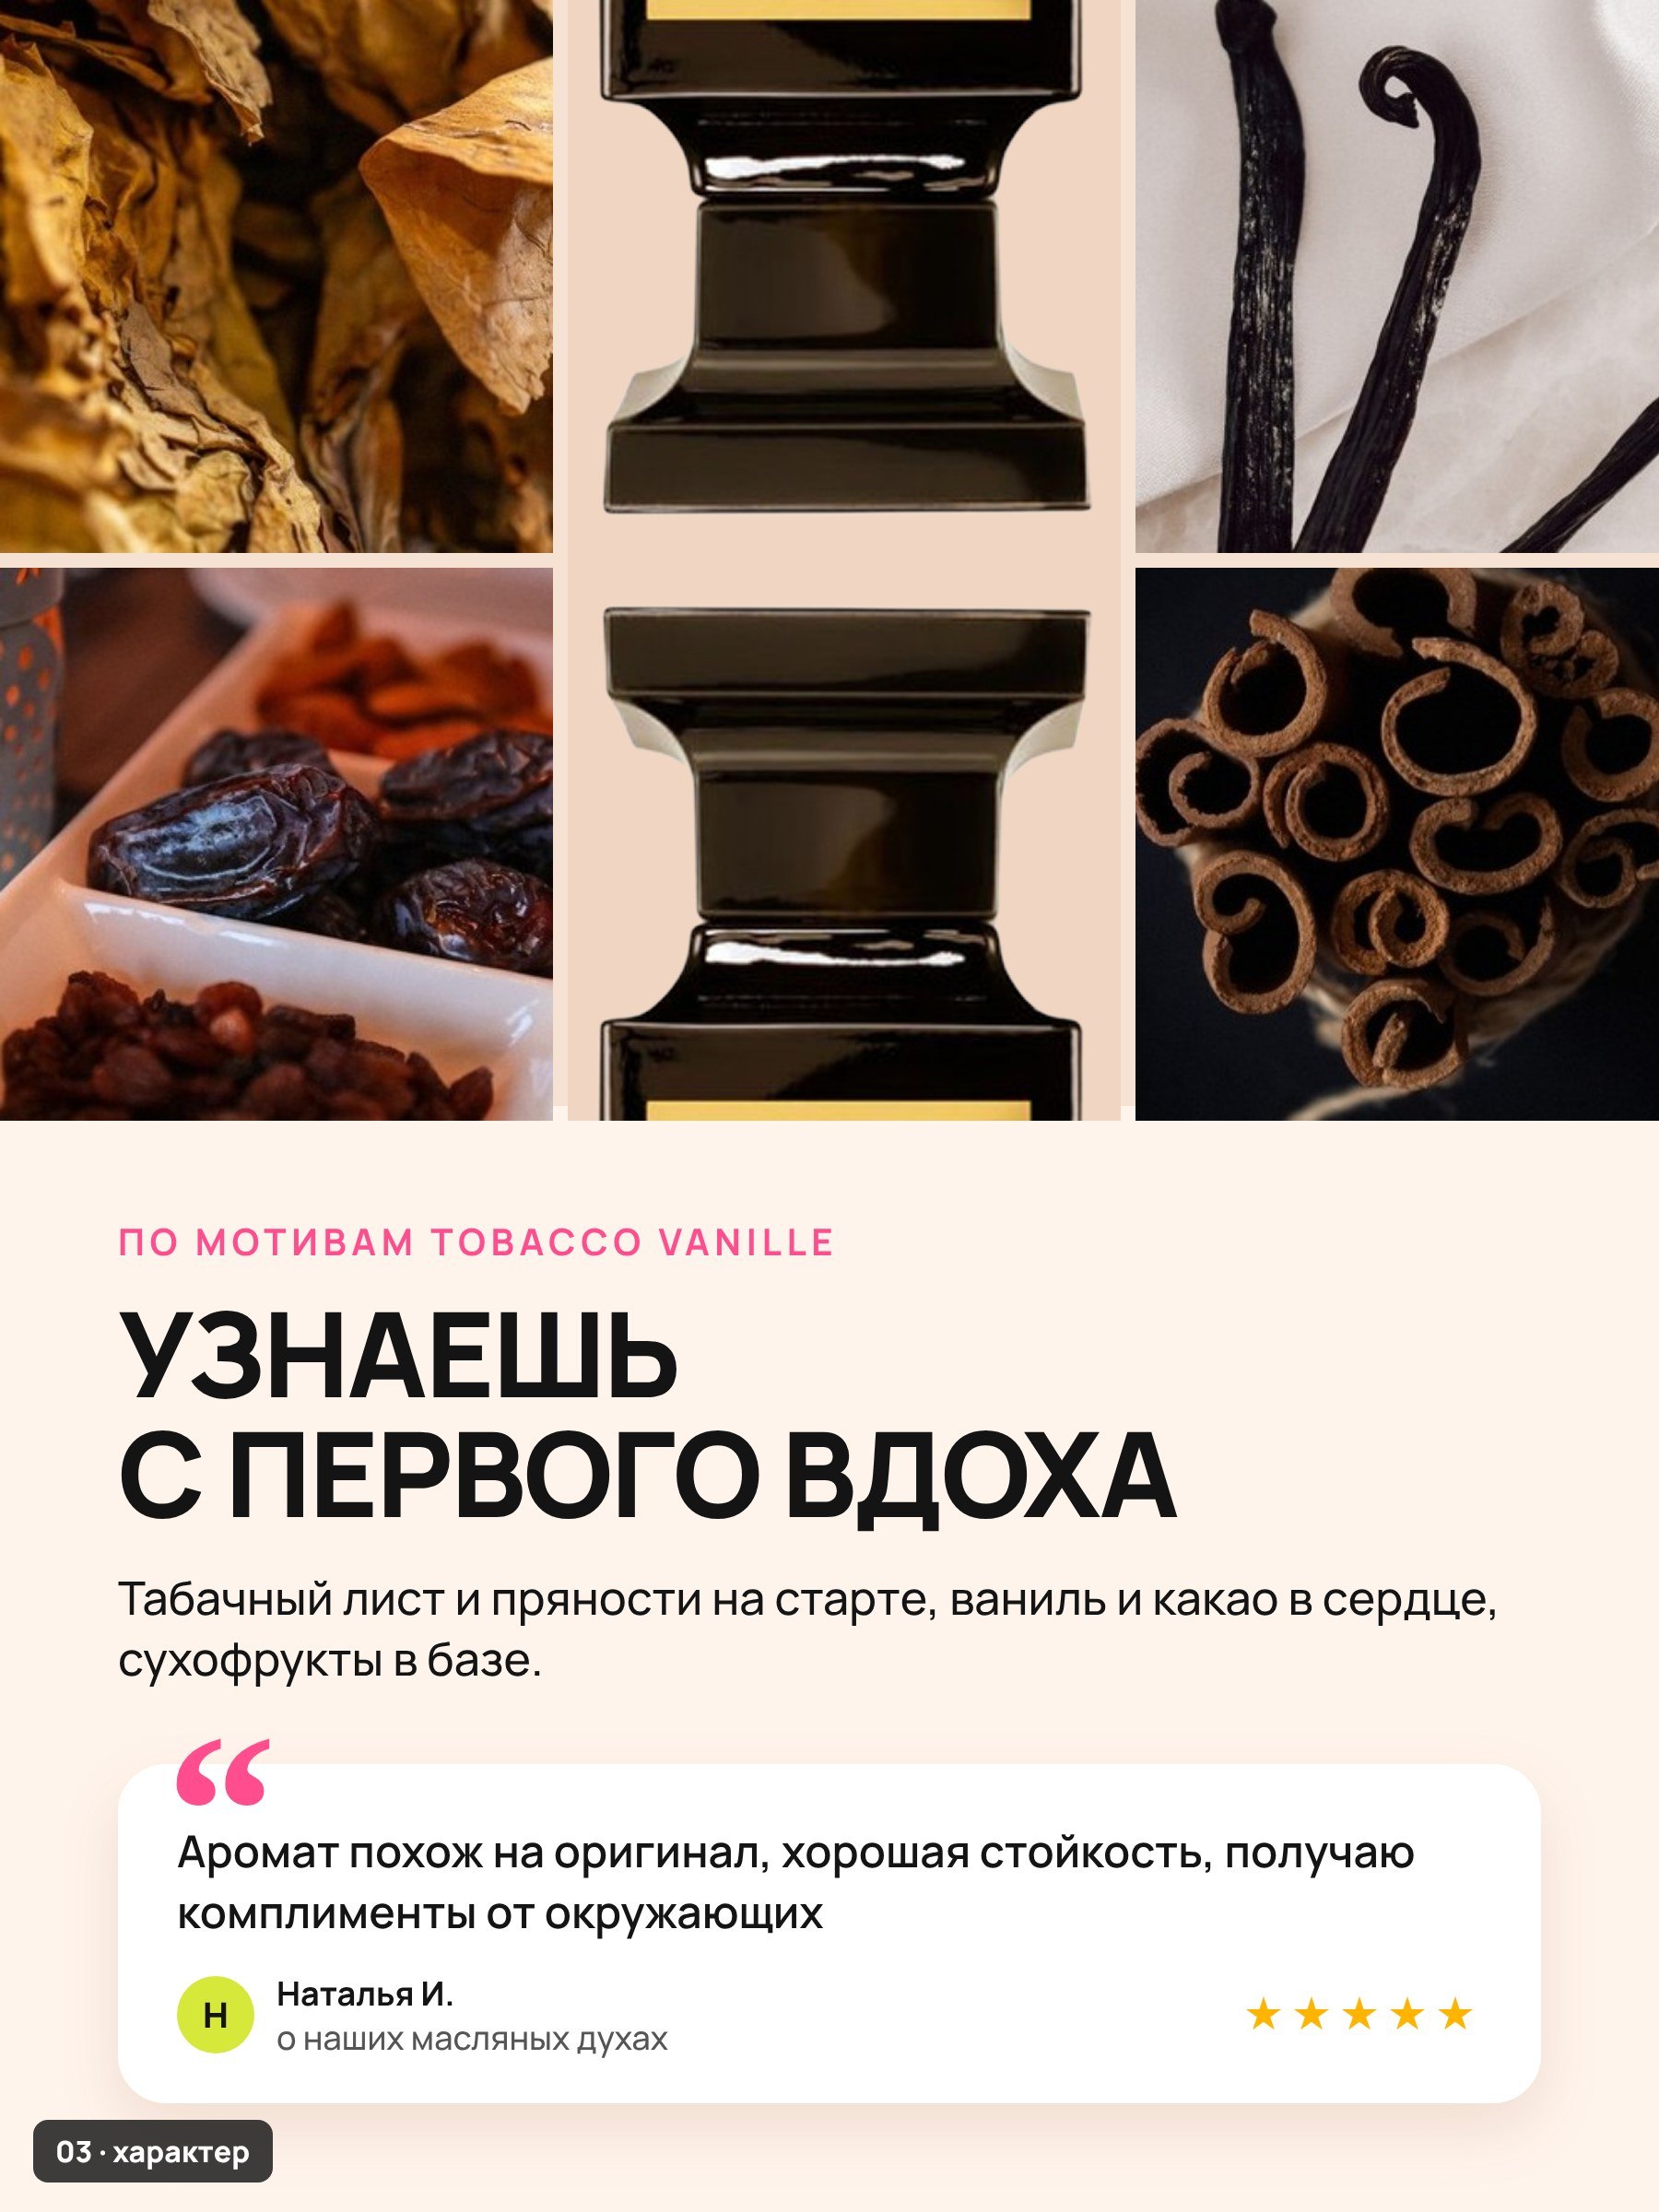 ПО МОТИВАМ TOBACCO VANILLE
УЗНАЕШЬ
С ПЕРВОГО ВДОХА
Табачный лист и пряности на старте, ваниль и какао в сердце,
сухофрукты в базе.
“
Аромат похож на оригинал, хорошая стойкость, получаю
комплименты от окружающих
Н
Наталья И.
о наших масляных духах
★★★★★
03 · характер